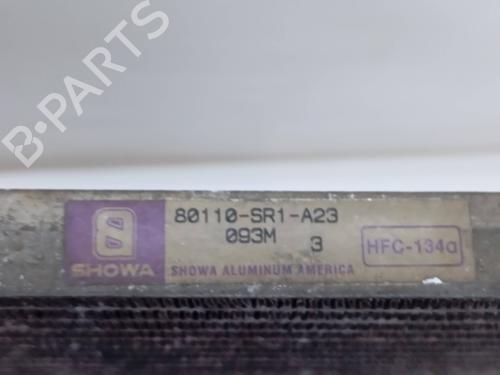 B-PARTS
80110-SR1-A23
093M 3
HFC-134a
SHOWA
SHOWA ALUMINUM AMERICA